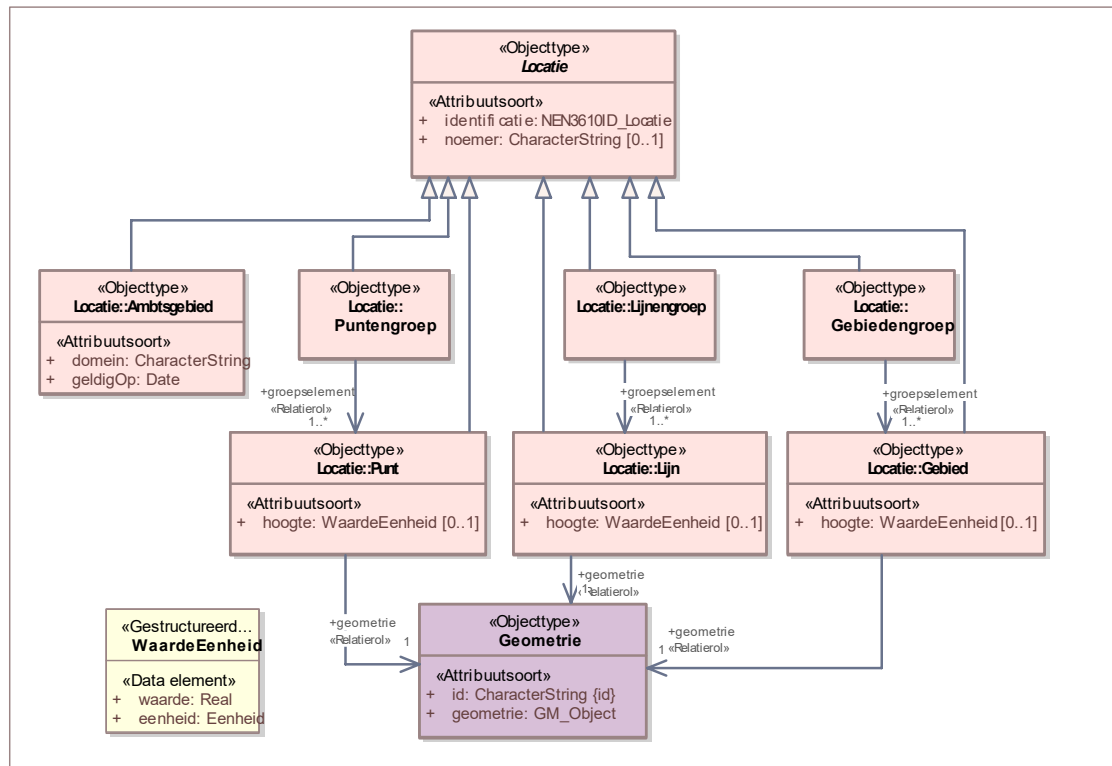 «Objecttype»
Locatie
«Attribuutsoort»
+ identificatie: NEN3610ID_Locatie
+ noemer: CharacterString [0..1]
«Objecttype»
Locatie::Ambtsgebied
«Attribuutsoort»
+ domein: CharacterString
+ geldigOp: Date
«Objecttype»
Locatie::
Puntengroep
«Objecttype»
Locatie::Lijnengroep
«Objecttype»
Locatie::
Gebiedengroep
+groepselement
«Relatierol»
1..*
+groepselement
«Relatierol»
1..*
+groepselement
«Relatierol»
1..*
«Objecttype»
Locatie::Punt
«Attribuutsoort»
+ hoogte: WaardeEenheid [0..1]
«Objecttype»
Locatie::Lijn
«Attribuutsoort»
+ hoogte: WaardeEenheid [0..1]
«Objecttype»
Locatie::Gebied
«Attribuutsoort»
+ hoogte: WaardeEenheid [0..1]
+geometrie
«Relatierol»
1
+geometrie
1
«Relatierol»
+geometrie
«Relatierol»
1
«Gestructureerd...
WaardeEenheid
«Data element»
+ waarde: Real
+ eenheid: Eenheid
«Objecttype»
Geometrie
«Attribuutsoort»
+ id: CharacterString {id}
+ geometrie: GM_Object